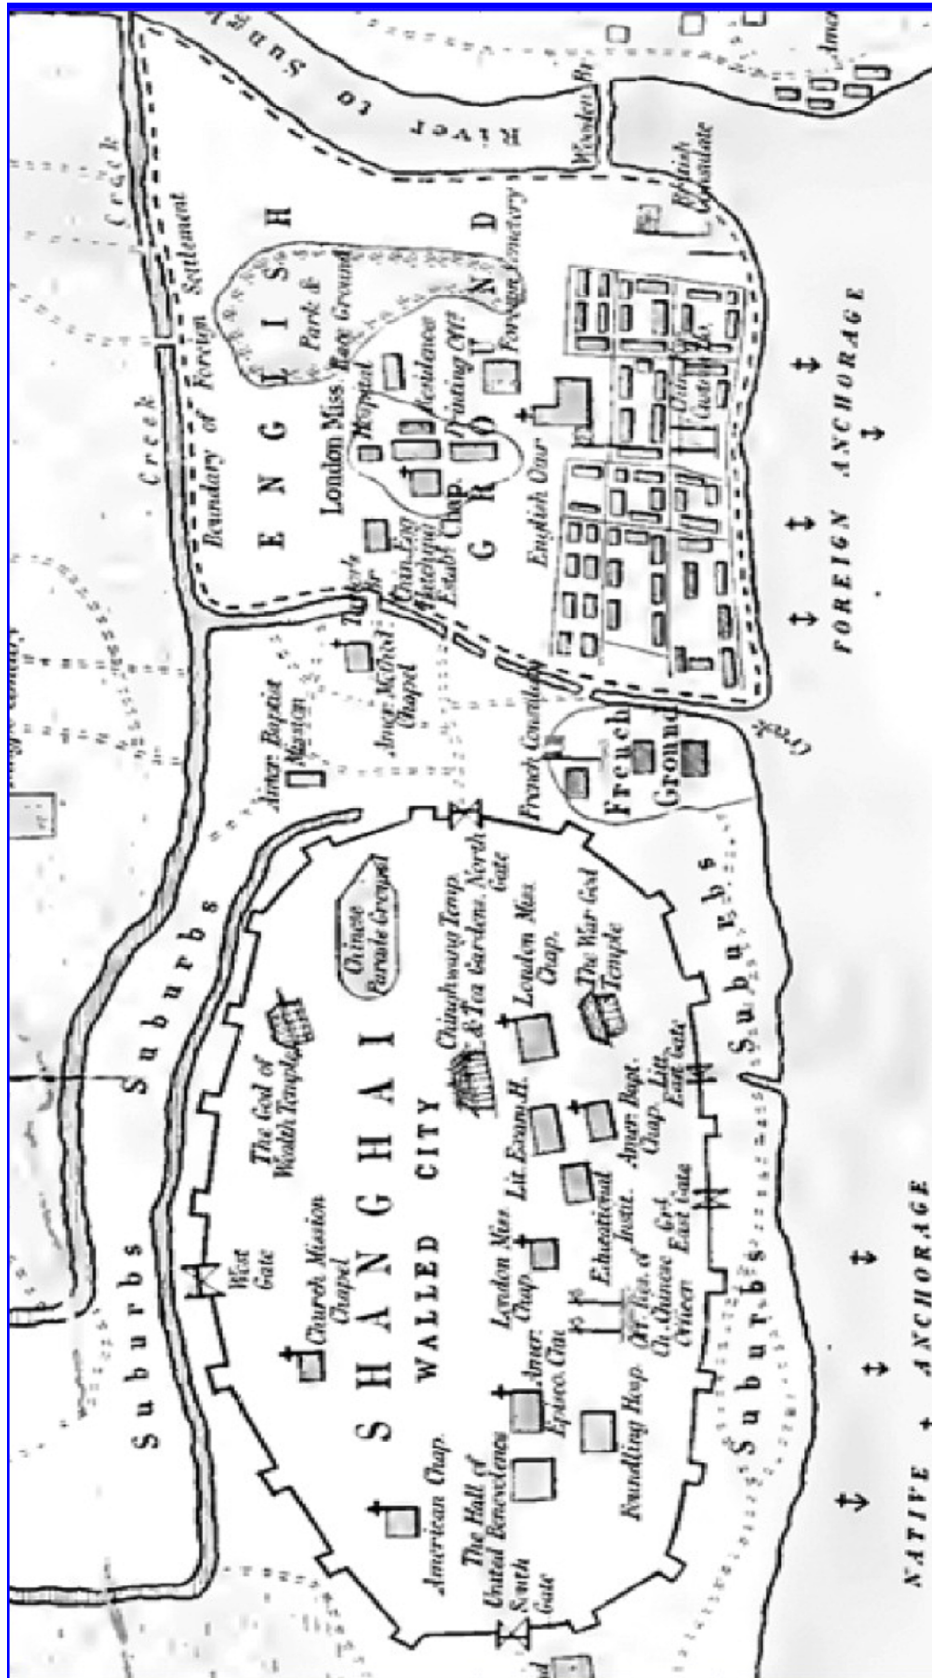 Creek
Creek
Boundary of Foreign Settlement
River to
Wooden Br.
British
Consulate
ENGLISH
GROUND
Park &
Race Ground
London Miss.
Hospital
Residence
Printing Off.
Chap.
Foreign Cemetery
Establ.
English
FOREIGN ANCHORAGE
Amer. Baptist
Mission
Amer. Method
Chapel
French Consulate
French
Ground
Creek
Suburbs
Suburbs
Suburbs
Suburbs
SHANGHAI
WALLED CITY
Chinese
Parade Ground
The God of
Wealth Temple
Chinghwang Temp.
& Tea Gardens.
North
Gate
London Miss.
Chap.
The War God
Temple
West
Gate
Church Mission
Chapel
Lit. Exam. H.
Amer. Bapt.
Chap.
Litt.
East Gate
Educational
Instit.
Grt.
East Gate
London Miss.
Chap.
Amer.
Episco.
Foundling Hosp.
American Chap.
The Hall of
United Benevolence
South
Gate
NATIVE ANCHORAGE